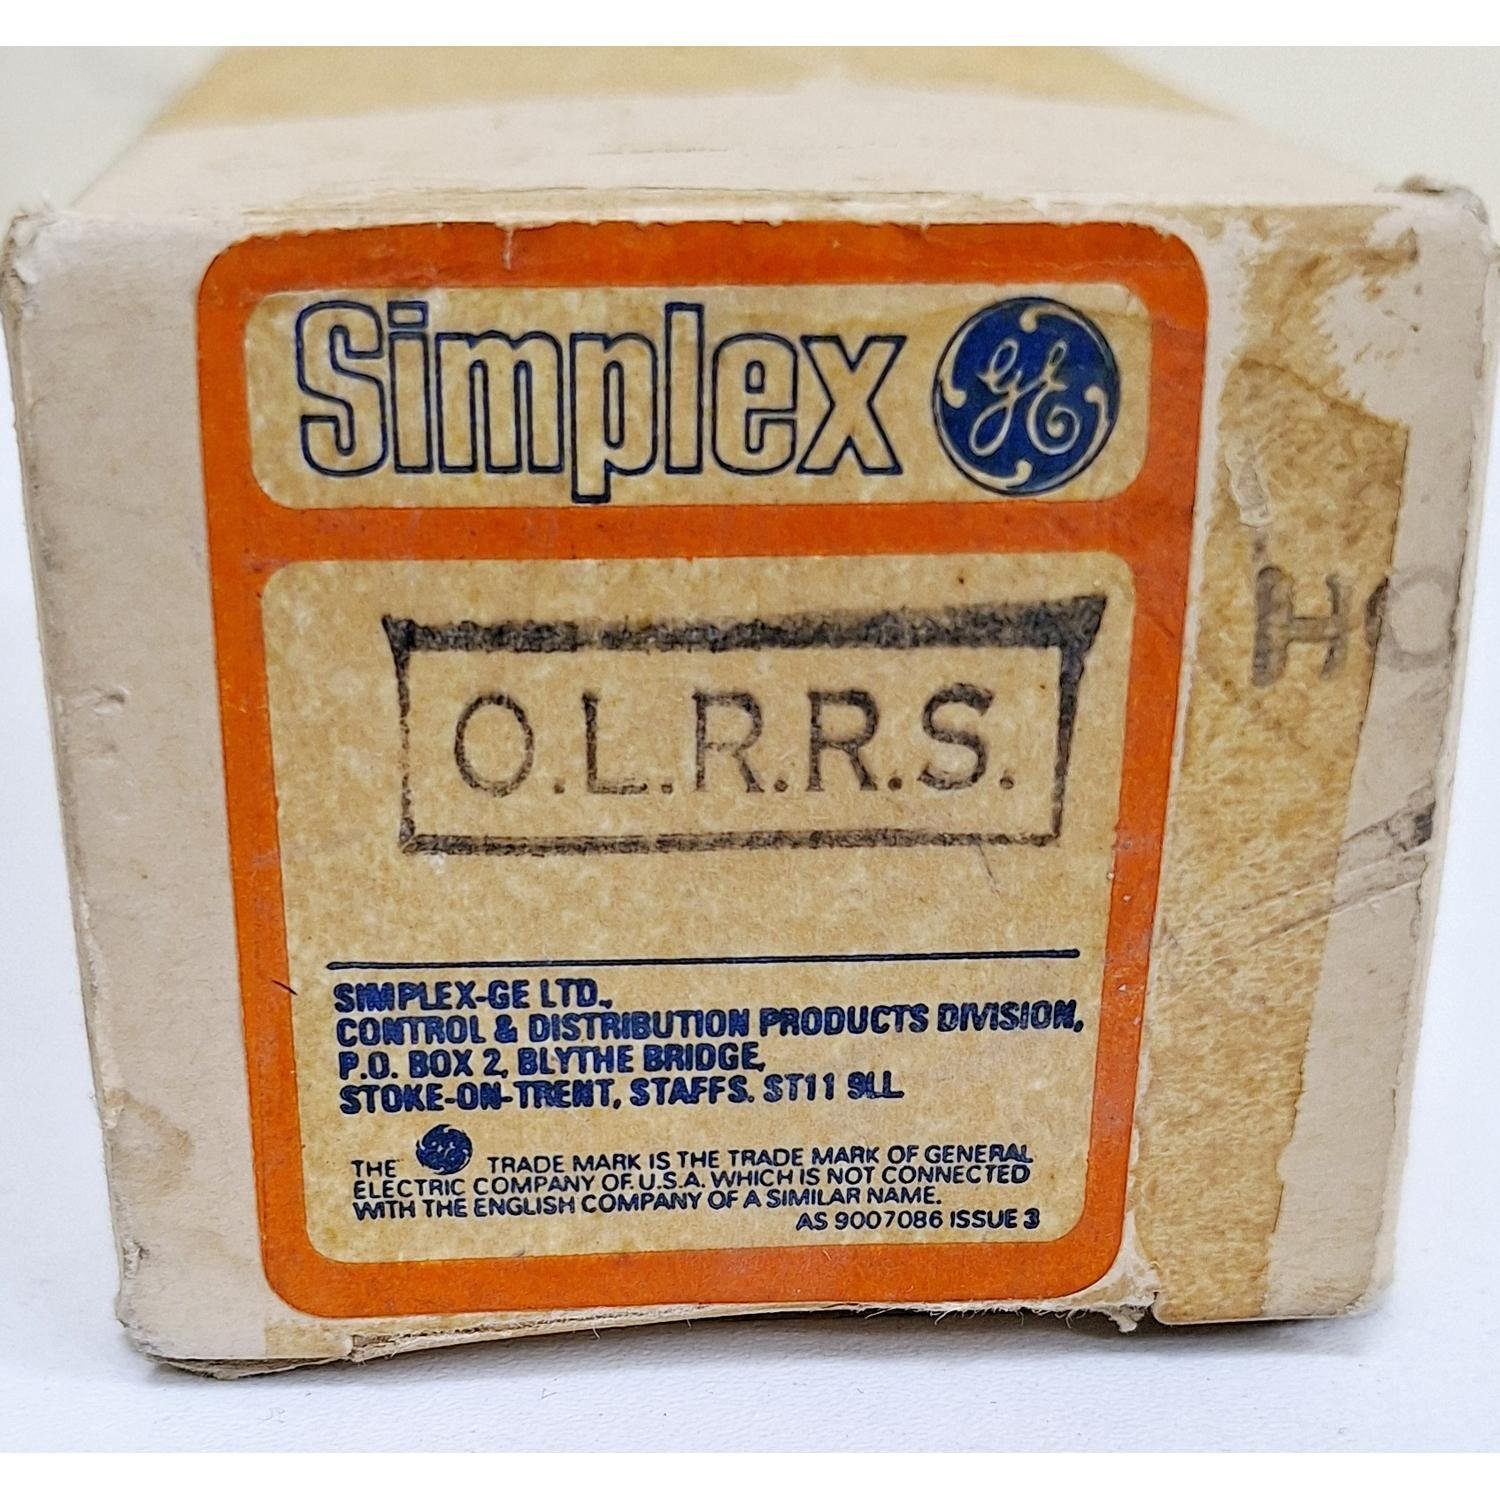 Simplex GE
O.L.R.R.S.
SIMPLEX-GE LTD.,
CONTROL & DISTRIBUTION PRODUCTS DIVISION,
P.O. BOX 2, BLYTHE BRIDGE,
STOKE-ON-TRENT, STAFFS. ST11 9LL
THE GE TRADE MARK IS THE TRADE MARK OF GENERAL
ELECTRIC COMPANY OF U.S.A. WHICH IS NOT CONNECTED
WITH THE ENGLISH COMPANY OF A SIMILAR NAME.
AS 9007086 ISSUE 3